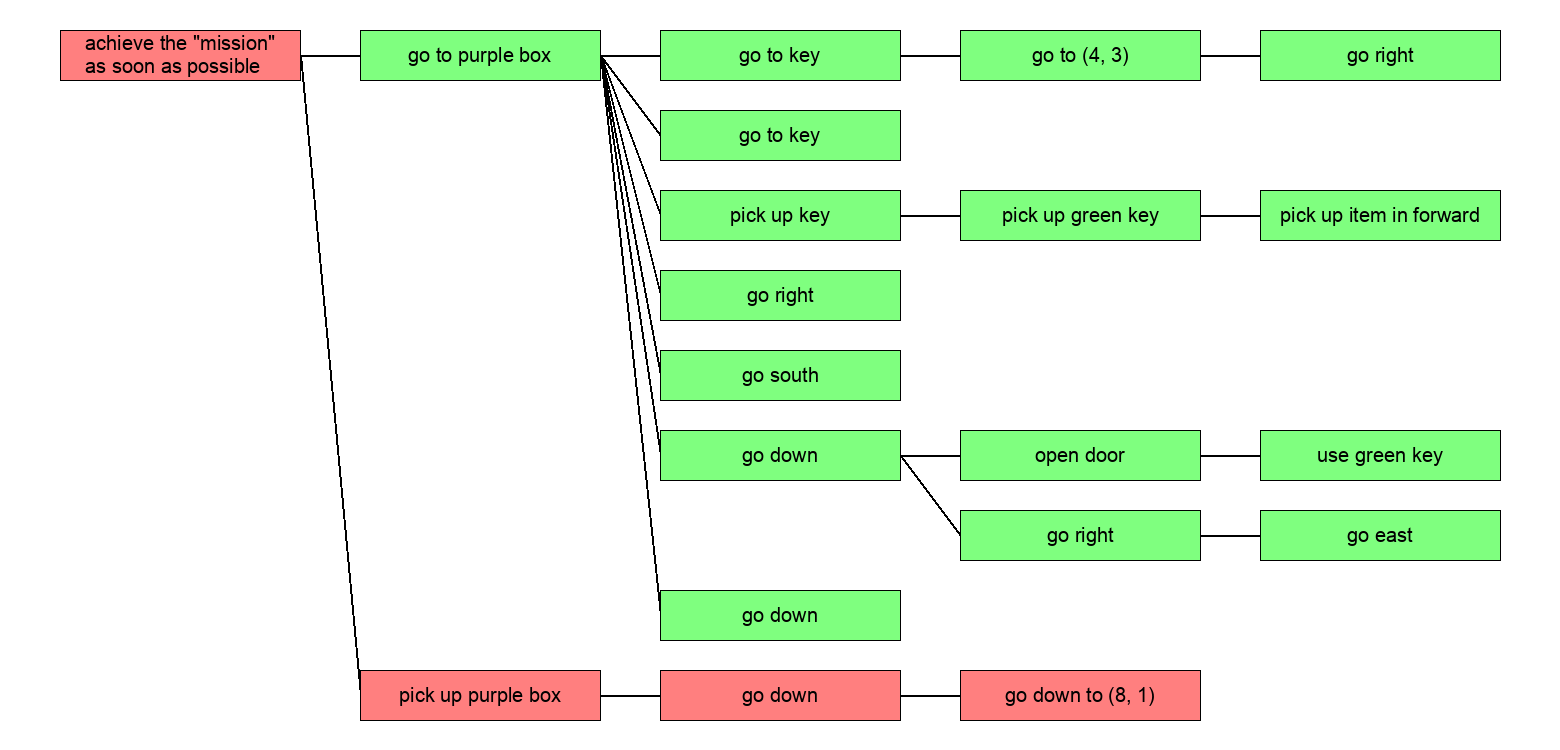 achieve the "mission"
as soon as possible
go to purple box
go to key
go to (4, 3)
go right
go to key
pick up key
pick up green key
pick up item in forward
go right
go south
go down
open door
use green key
go right
go east
go down
pick up purple box
go down
go down to (8, 1)